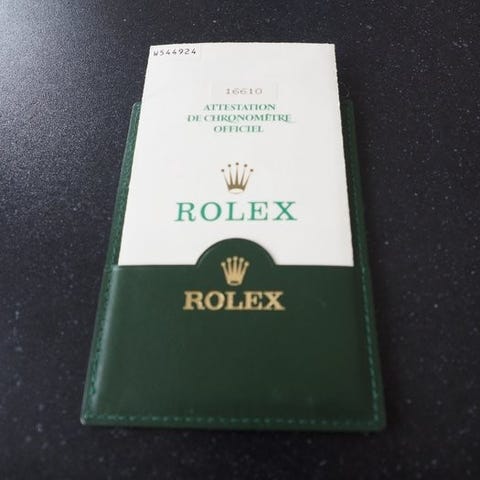 W544924
16610
ATTESTATION
DE CHRONOMÈTRE
OFFICIEL
ROLEX
ROLEX